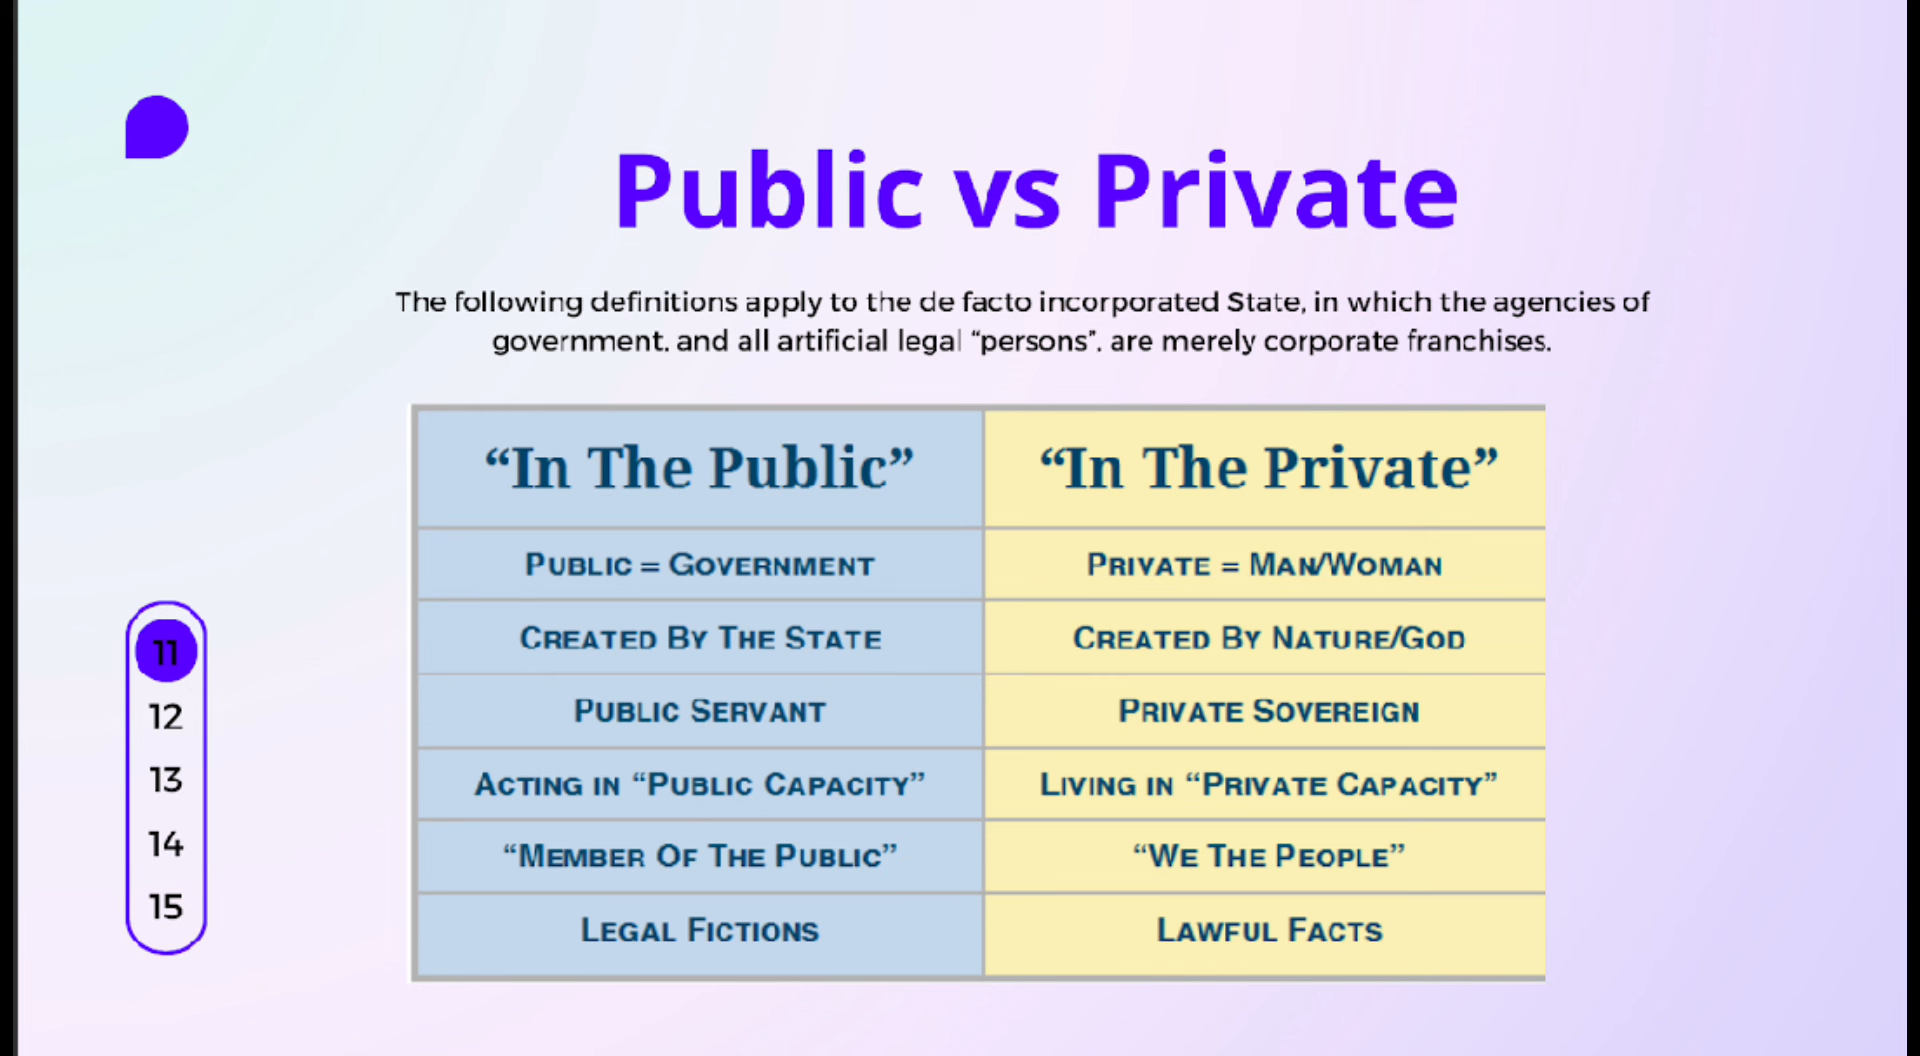 Public vs Private
The following definitions apply to the de facto incorporated State, in which the agencies of
government, and all artificial legal “persons”, are merely corporate franchises.
“In The Public”
“In The Private”
PUBLIC = GOVERNMENT
PRIVATE = MAN/WOMAN
CREATED BY THE STATE
CREATED BY NATURE/GOD
PUBLIC SERVANT
PRIVATE SOVEREIGN
ACTING IN “PUBLIC CAPACITY”
LIVING IN “PRIVATE CAPACITY”
“MEMBER OF THE PUBLIC”
“WE THE PEOPLE”
LEGAL FICTIONS
LAWFUL FACTS
11
12
13
14
15